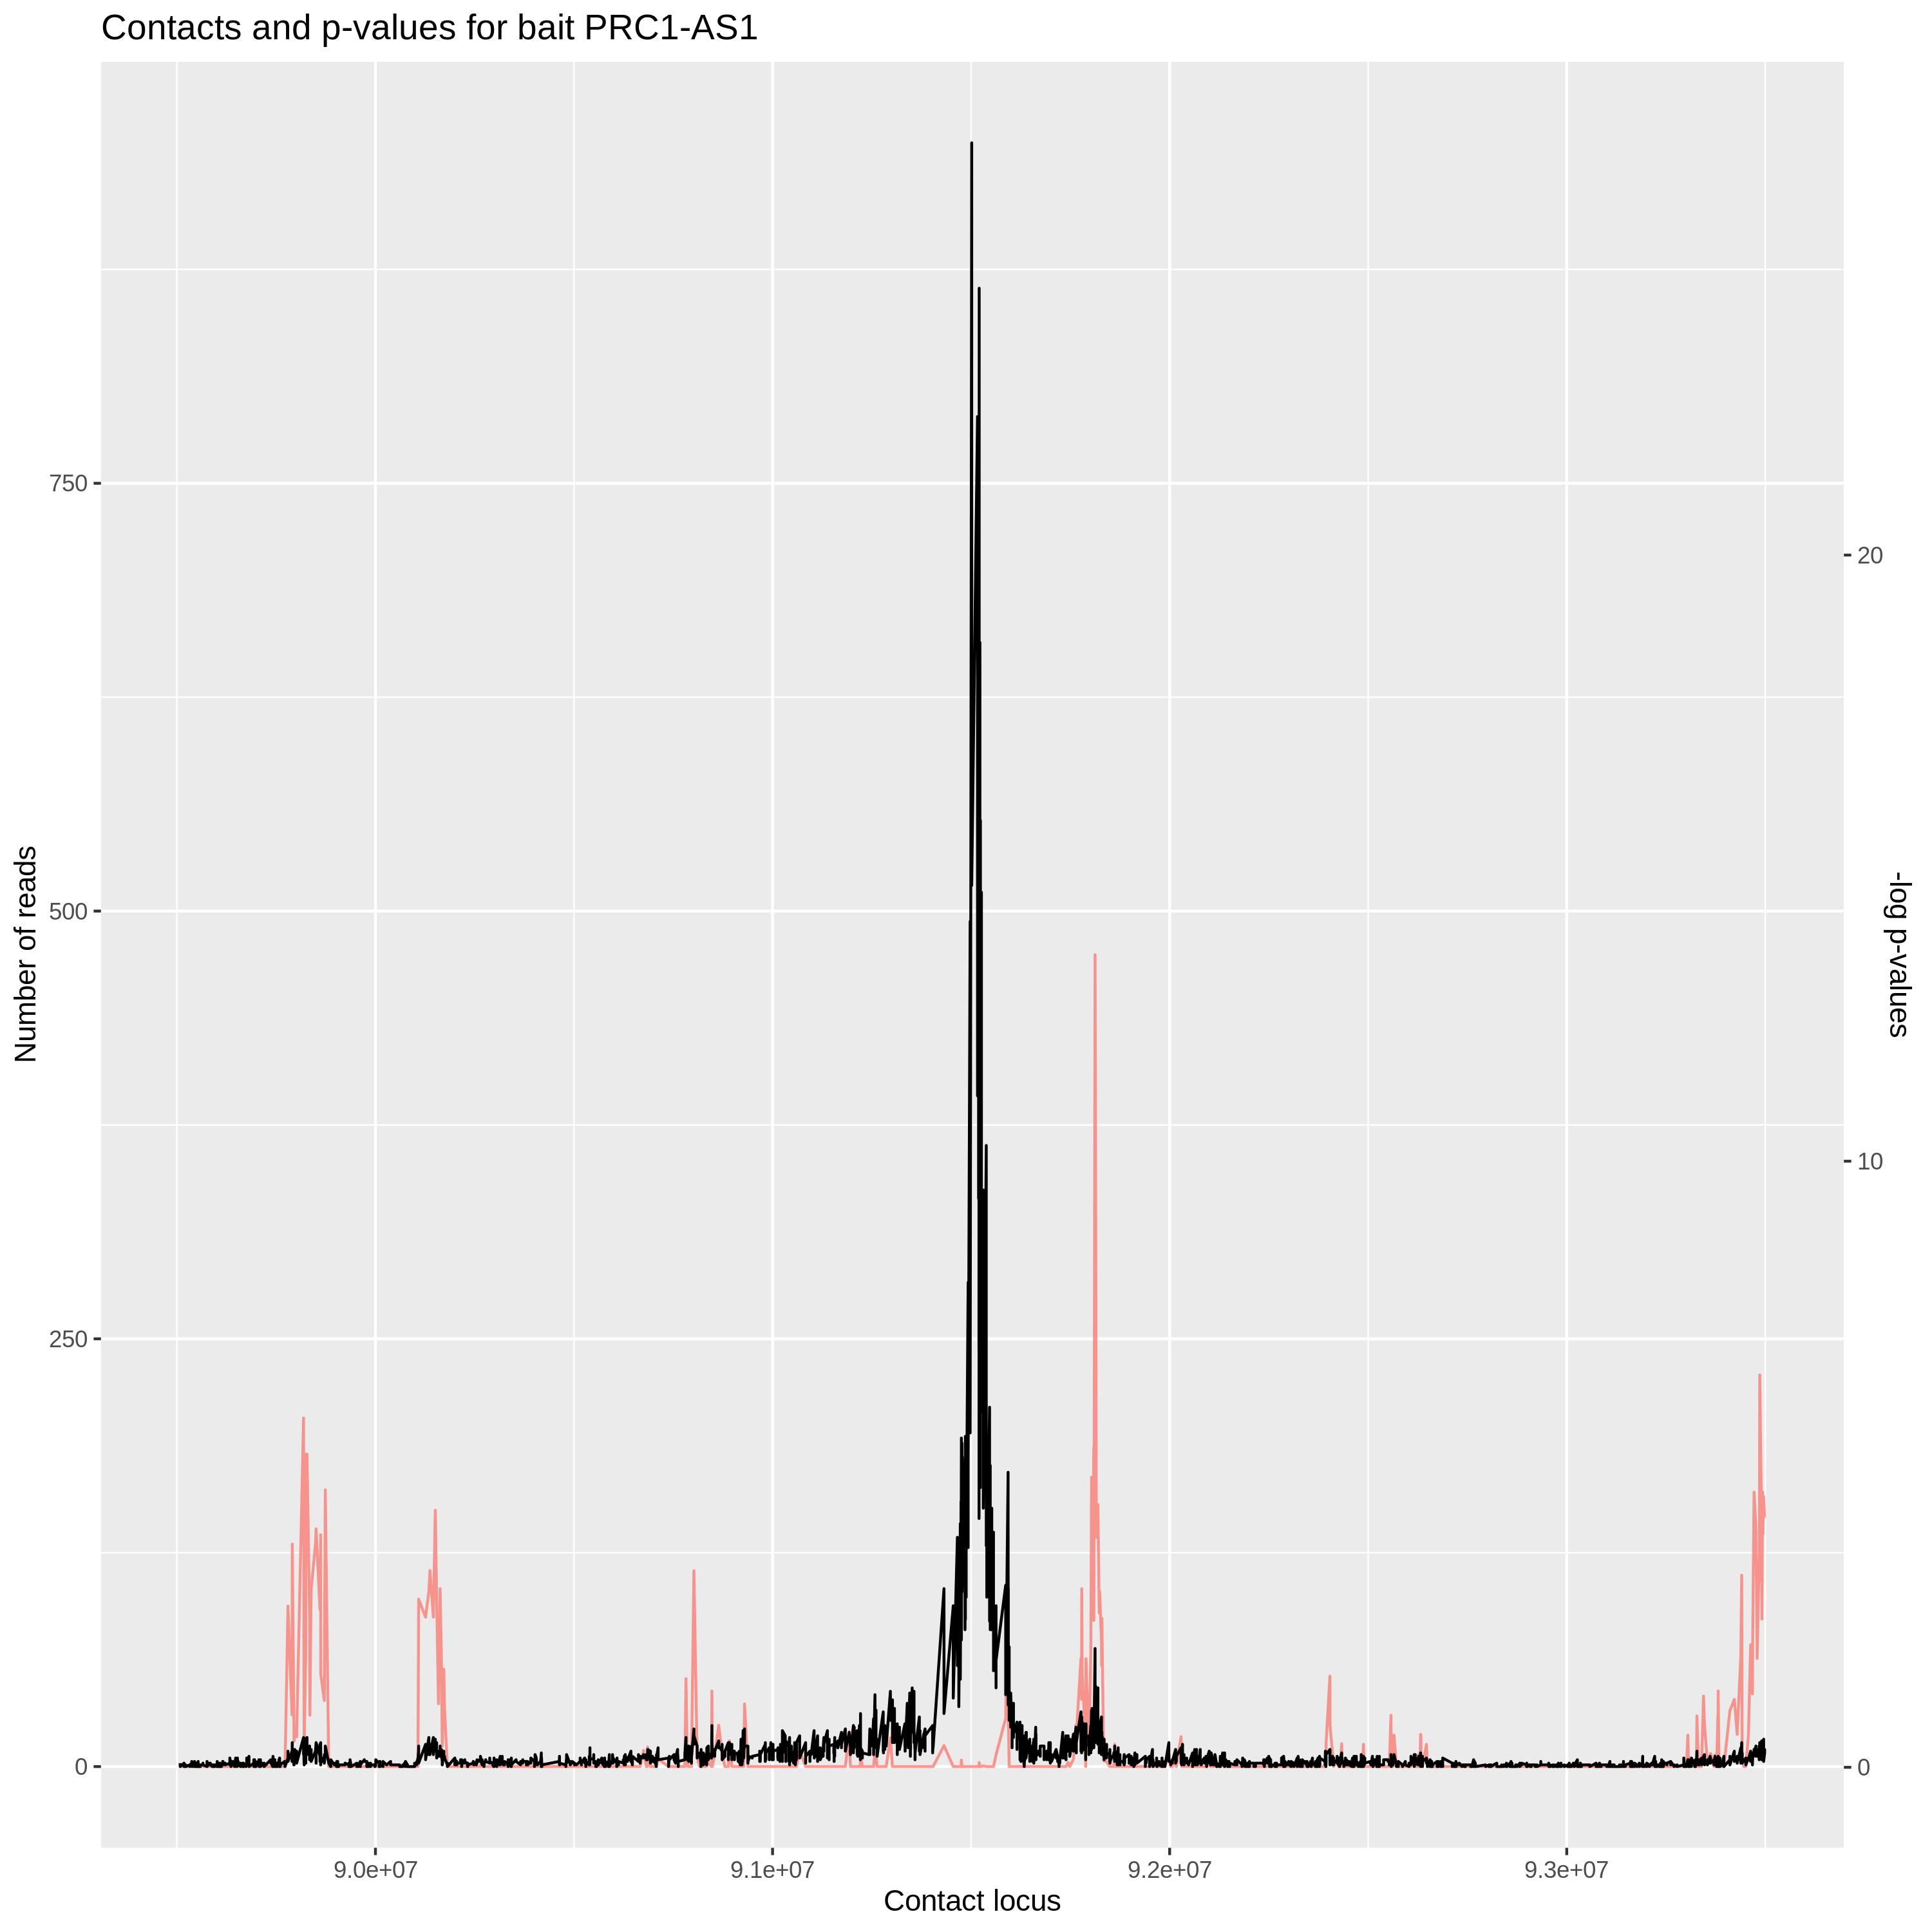 Contacts and p-values for bait PRC1-AS1
Number of reads
750
500
250
0
20
10
0
-log p-values
9.0e+07
9.1e+07
9.2e+07
9.3e+07
Contact locus